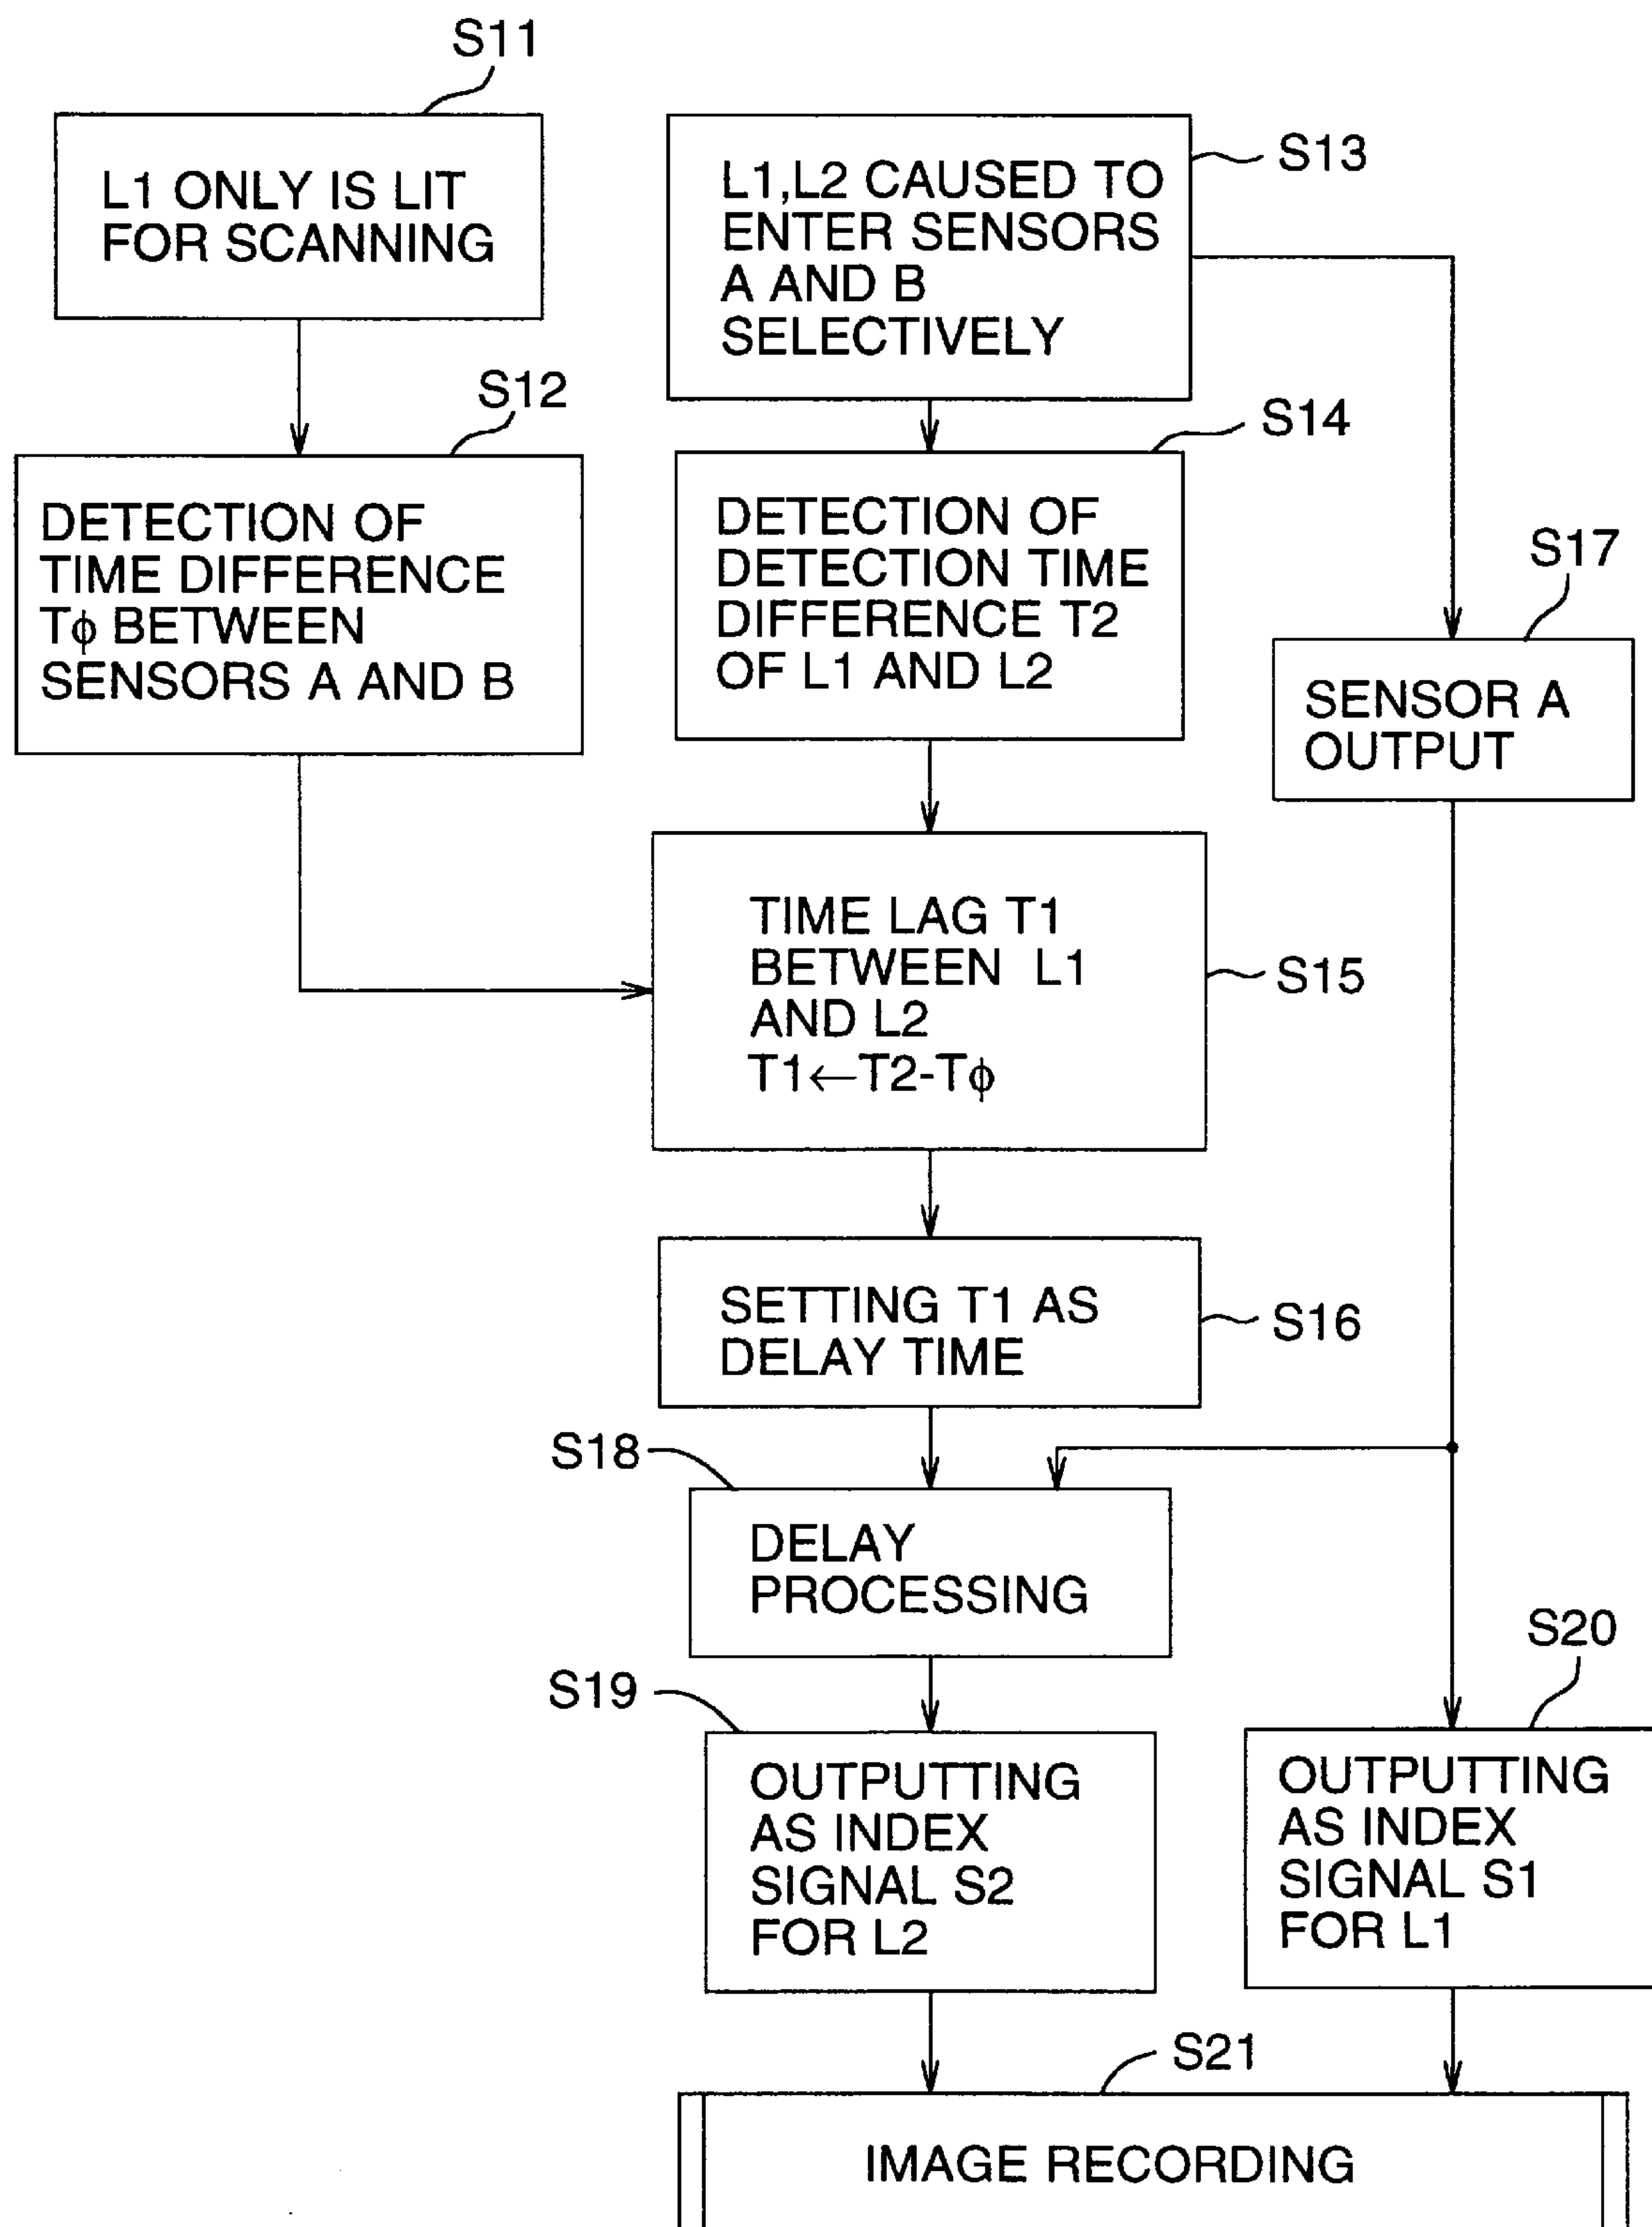 S11
L1 ONLY IS LIT
FOR SCANNING
S12
DETECTION OF
TIME DIFFERENCE
Tϕ BETWEEN
SENSORS A AND B
S13
L1,L2 CAUSED TO
ENTER SENSORS
A AND B
SELECTIVELY
S14
DETECTION OF
DETECTION TIME
DIFFERENCE T2
OF L1 AND L2
S17
SENSOR A
OUTPUT
S15
TIME LAG T1
BETWEEN L1
AND L2
T1←T2-Tϕ
S16
SETTING T1 AS
DELAY TIME
S18
DELAY
PROCESSING
S19
OUTPUTTING
AS INDEX
SIGNAL S2
FOR L2
S20
OUTPUTTING
AS INDEX
SIGNAL S1
FOR L1
S21
IMAGE RECORDING